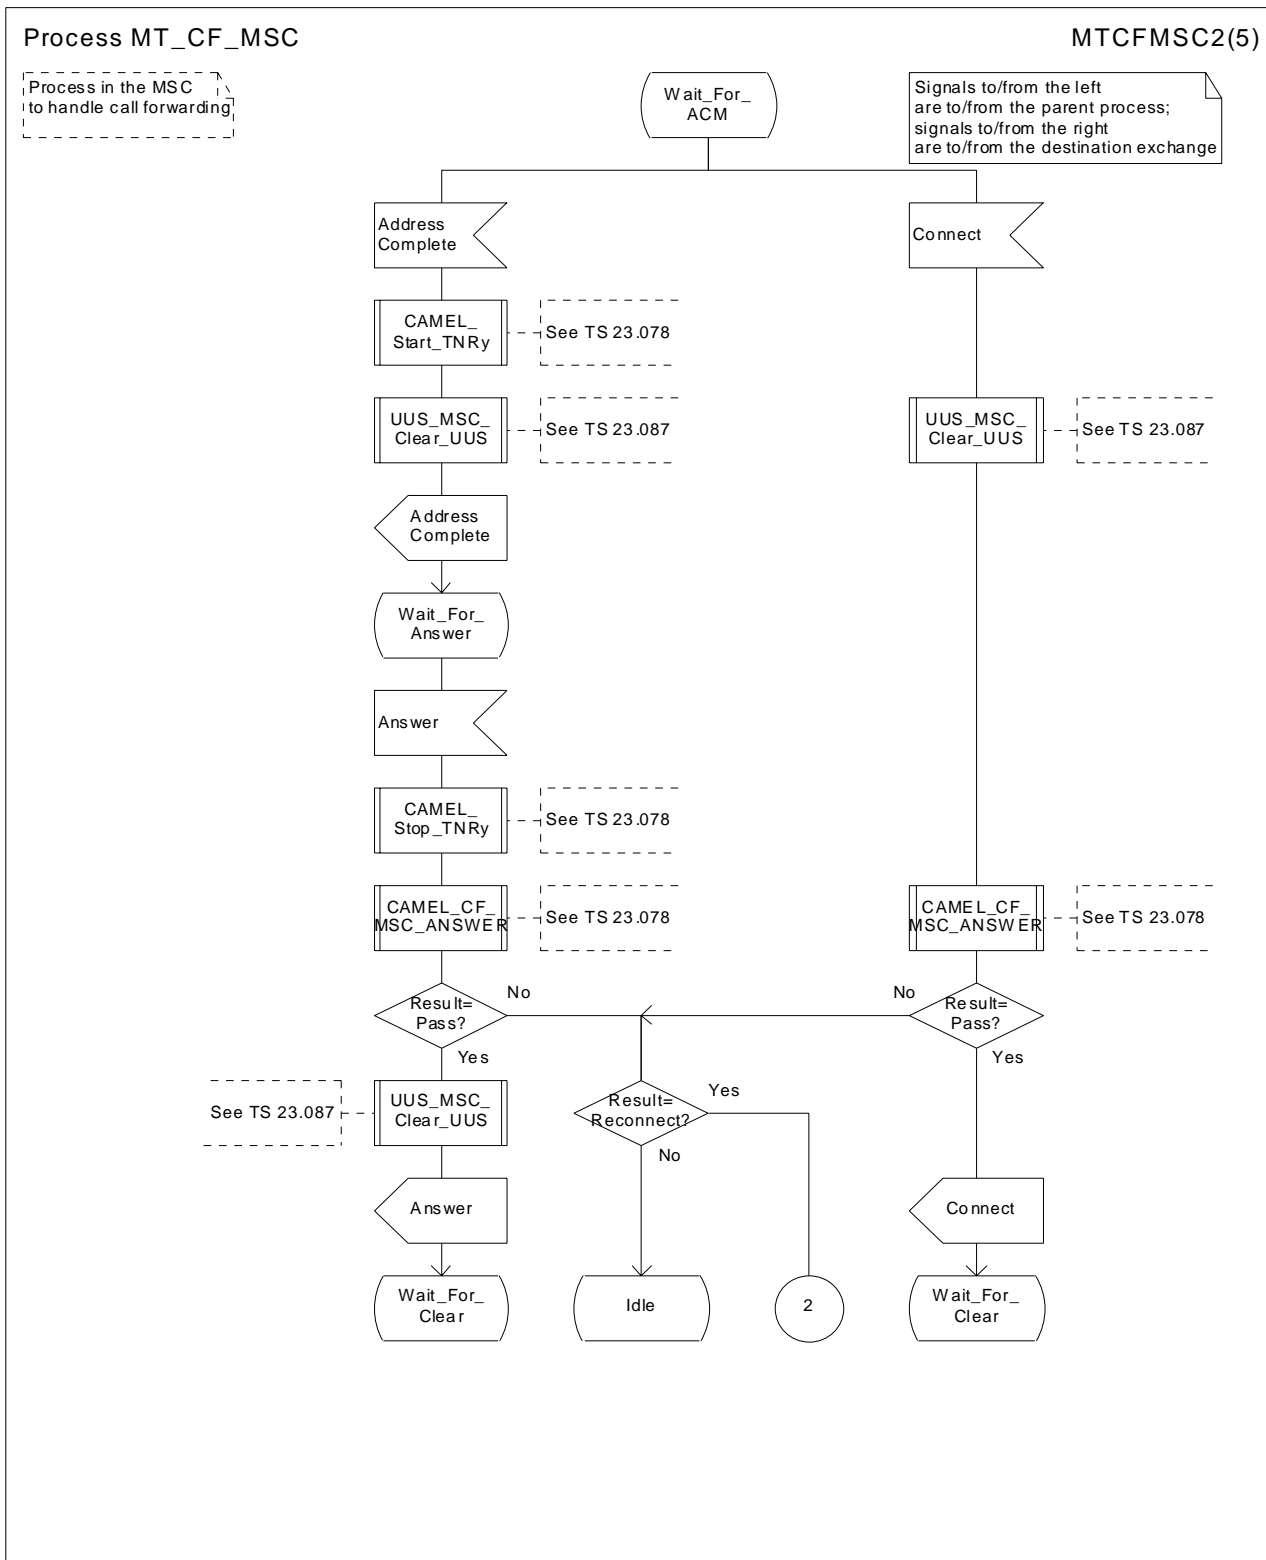 Process MT_CF_MSC
MTCFMSC2(5)
Process in the MSC
to handle call forwarding
Wait_For_
ACM
Signals to/from the left
are to/from the parent process;
signals to/from the right
are to/from the destination exchange
Address
Complete
Connect
CAMEL_
Start_TNRy
See TS 23.078
UUS_MSC_
Clear_UUS
See TS 23.087
UUS_MSC_
Clear_UUS
See TS 23.087
Address
Complete
Wait_For_
Answer
Answer
CAMEL_
Stop_TNRy
See TS 23.078
CAMEL_CF_
MSC_ANSWER
See TS 23.078
CAMEL_CF_
MSC_ANSWER
See TS 23.078
Result=
Pass?
No
Yes
No
Result=
Pass?
Yes
See TS 23.087
UUS_MSC_
Clear_UUS
Result=
Reconnect?
Yes
No
Answer
Connect
Wait_For_
Clear
Idle
2
Wait_For_
Clear